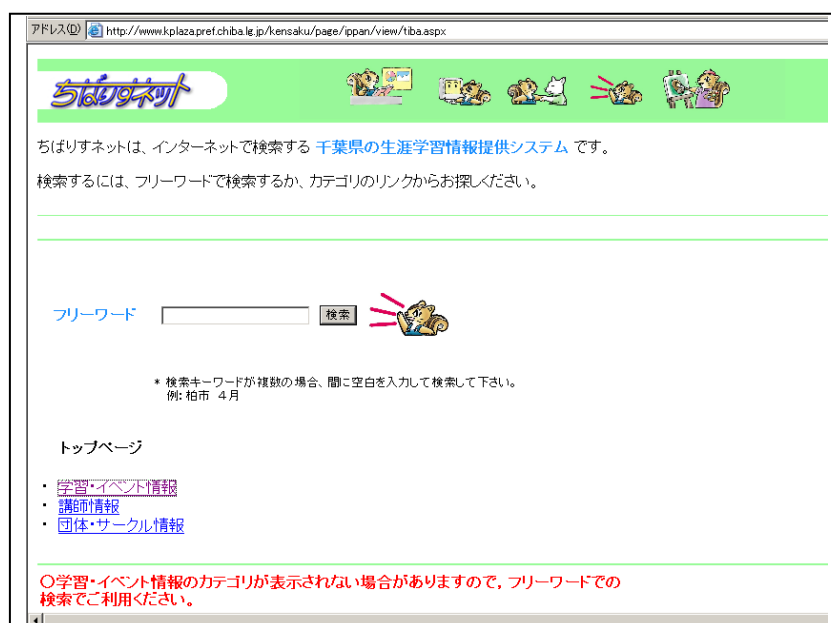 アドレス(D) http://www.kplaza.pref.chiba.lg.jp/kensaku/page/ippan/view/tiba.aspx
ちばりすネット
ちばりすネットは、インターネットで検索する 千葉県の生涯学習情報提供システム です。
検索するには、フリーワードで検索するか、カテゴリのリンクからお探しください。
フリーワード 検索
* 検索キーワードが複数の場合、間に空白を入力して検索して下さい。
例:柏市 4月
トップページ
・ 学習・イベント情報
・ 講師情報
・ 団体・サークル情報
○学習・イベント情報のカテゴリが表示されない場合がありますので，フリーワードでの
検索でご利用ください。